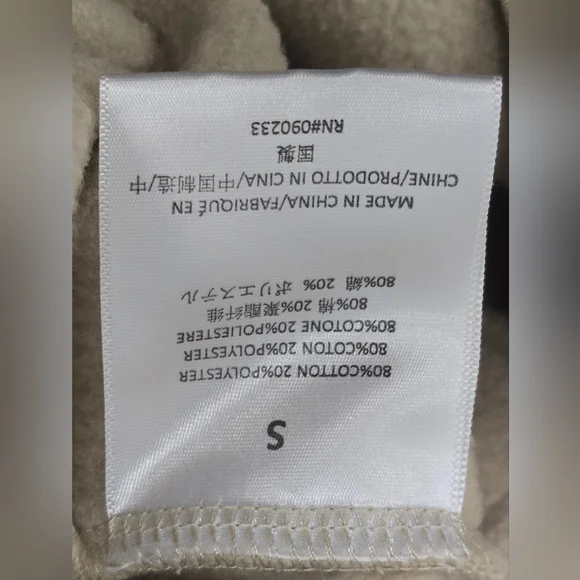 S
80%COTTON 20%POLYESTER
80%COTON 20%POLYESTER
80%COTONE 20%POLIESTERE
80%棉 20%聚酯纤维
80%綿 20% ポリエステル
MADE IN CHINA/FABRIQUÉ EN
CHINE/PRODOTTO IN CINA/中国制造/中
国製
RN#090233